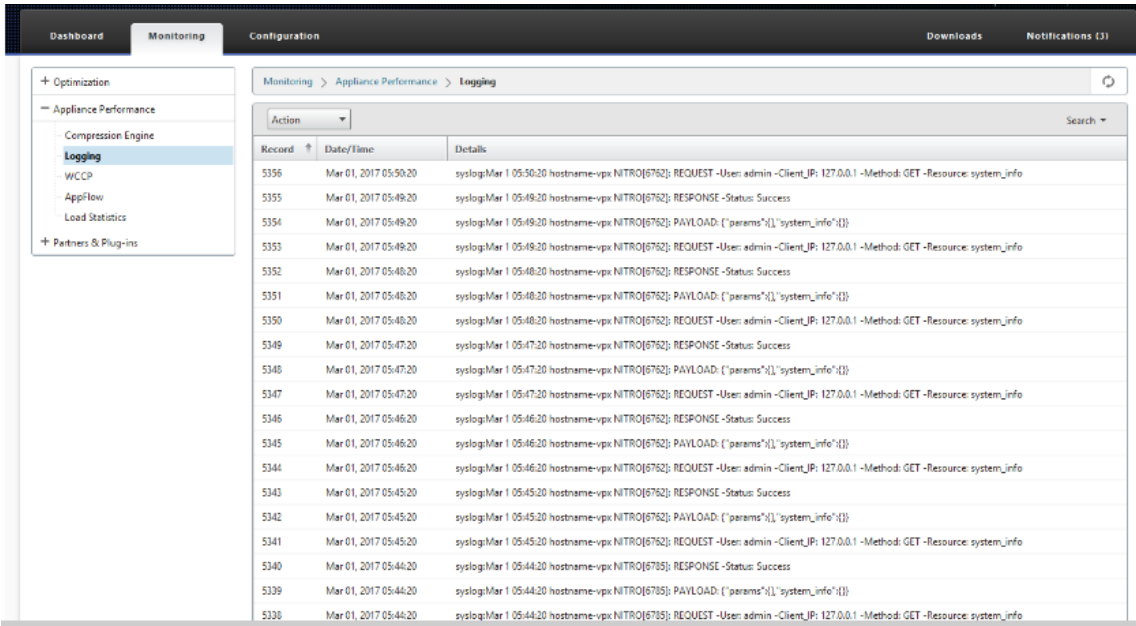 Dashboard Monitoring Configuration Downloads Notifications (3)
+ Optimization
− Appliance Performance
Compression Engine
Logging
WCCP
AppFlow
Load Statistics
+ Partners & Plug-ins
Monitoring > Appliance Performance > Logging
Action Search
Record Date/Time Details
5356 Mar 01, 2017 05:50:20 syslog:Mar 1 05:50:20 hostname-vpx NITRO[6762]: REQUEST -User: admin -Client_IP: 127.0.0.1 -Method: GET -Resource: system_info
5355 Mar 01, 2017 05:49:20 syslog:Mar 1 05:49:20 hostname-vpx NITRO[6762]: RESPONSE -Status: Success
5354 Mar 01, 2017 05:49:20 syslog:Mar 1 05:49:20 hostname-vpx NITRO[6762]: PAYLOAD: {"params":{},"system_info":{}}
5353 Mar 01, 2017 05:49:20 syslog:Mar 1 05:49:20 hostname-vpx NITRO[6762]: REQUEST -User: admin -Client_IP: 127.0.0.1 -Method: GET -Resource: system_info
5352 Mar 01, 2017 05:48:20 syslog:Mar 1 05:48:20 hostname-vpx NITRO[6762]: RESPONSE -Status: Success
5351 Mar 01, 2017 05:48:20 syslog:Mar 1 05:48:20 hostname-vpx NITRO[6762]: PAYLOAD: {"params":{},"system_info":{}}
5350 Mar 01, 2017 05:48:20 syslog:Mar 1 05:48:20 hostname-vpx NITRO[6762]: REQUEST -User: admin -Client_IP: 127.0.0.1 -Method: GET -Resource: system_info
5349 Mar 01, 2017 05:47:20 syslog:Mar 1 05:47:20 hostname-vpx NITRO[6762]: RESPONSE -Status: Success
5348 Mar 01, 2017 05:47:20 syslog:Mar 1 05:47:20 hostname-vpx NITRO[6762]: PAYLOAD: {"params":{},"system_info":{}}
5347 Mar 01, 2017 05:47:20 syslog:Mar 1 05:47:20 hostname-vpx NITRO[6762]: REQUEST -User: admin -Client_IP: 127.0.0.1 -Method: GET -Resource: system_info
5346 Mar 01, 2017 05:46:20 syslog:Mar 1 05:46:20 hostname-vpx NITRO[6762]: RESPONSE -Status: Success
5345 Mar 01, 2017 05:46:20 syslog:Mar 1 05:46:20 hostname-vpx NITRO[6762]: PAYLOAD: {"params":{},"system_info":{}}
5344 Mar 01, 2017 05:46:20 syslog:Mar 1 05:46:20 hostname-vpx NITRO[6762]: REQUEST -User: admin -Client_IP: 127.0.0.1 -Method: GET -Resource: system_info
5343 Mar 01, 2017 05:45:20 syslog:Mar 1 05:45:20 hostname-vpx NITRO[6762]: RESPONSE -Status: Success
5342 Mar 01, 2017 05:45:20 syslog:Mar 1 05:45:20 hostname-vpx NITRO[6762]: PAYLOAD: {"params":{},"system_info":{}}
5341 Mar 01, 2017 05:45:20 syslog:Mar 1 05:45:20 hostname-vpx NITRO[6762]: REQUEST -User: admin -Client_IP: 127.0.0.1 -Method: GET -Resource: system_info
5340 Mar 01, 2017 05:44:20 syslog:Mar 1 05:44:20 hostname-vpx NITRO[6785]: RESPONSE -Status: Success
5339 Mar 01, 2017 05:44:20 syslog:Mar 1 05:44:20 hostname-vpx NITRO[6785]: PAYLOAD: {"params":{},"system_info":{}}
5338 Mar 01, 2017 05:44:20 syslog:Mar 1 05:44:20 hostname-vpx NITRO[6785]: REQUEST -User: admin -Client_IP: 127.0.0.1 -Method: GET -Resource: system_info